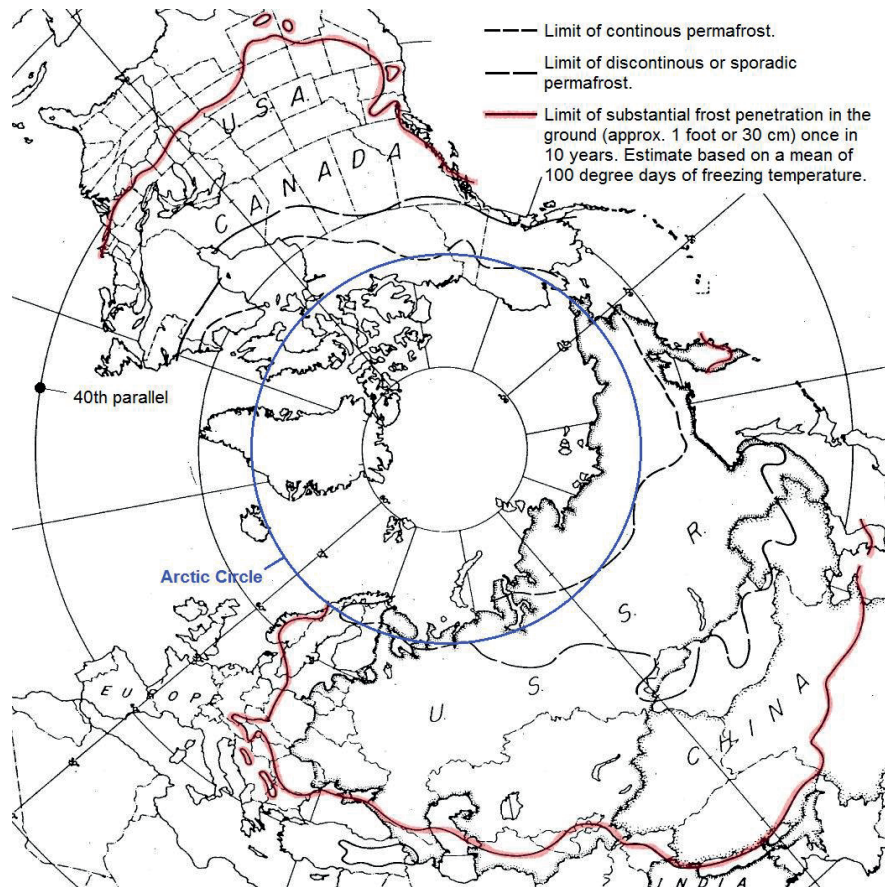 Limit of continous permafrost.
Limit of discontinous or sporadic
permafrost.
Limit of substantial frost penetration in the
ground (approx. 1 foot or 30 cm) once in
10 years. Estimate based on a mean of
100 degree days of freezing temperature.
U S A.
C A N A D A
40th parallel
Arctic Circle
R.
S.
S.
U.
E U R O P
C H I N A
I N D I A